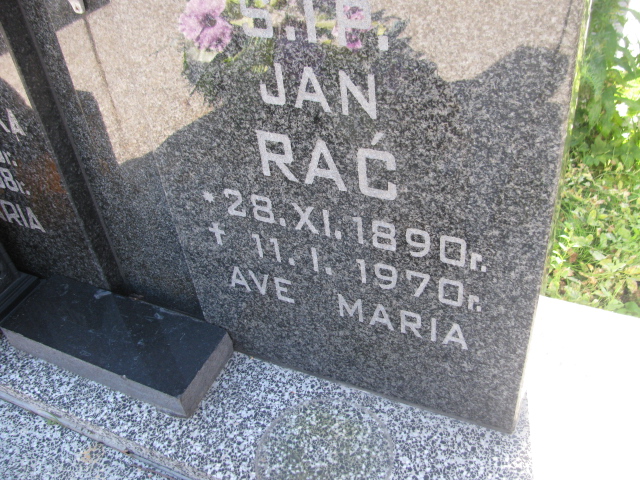 Ś.✝P.
JAN
RAĆ
* 28.XI.1890r.
† 11.I.1970r.
AVE MARIA